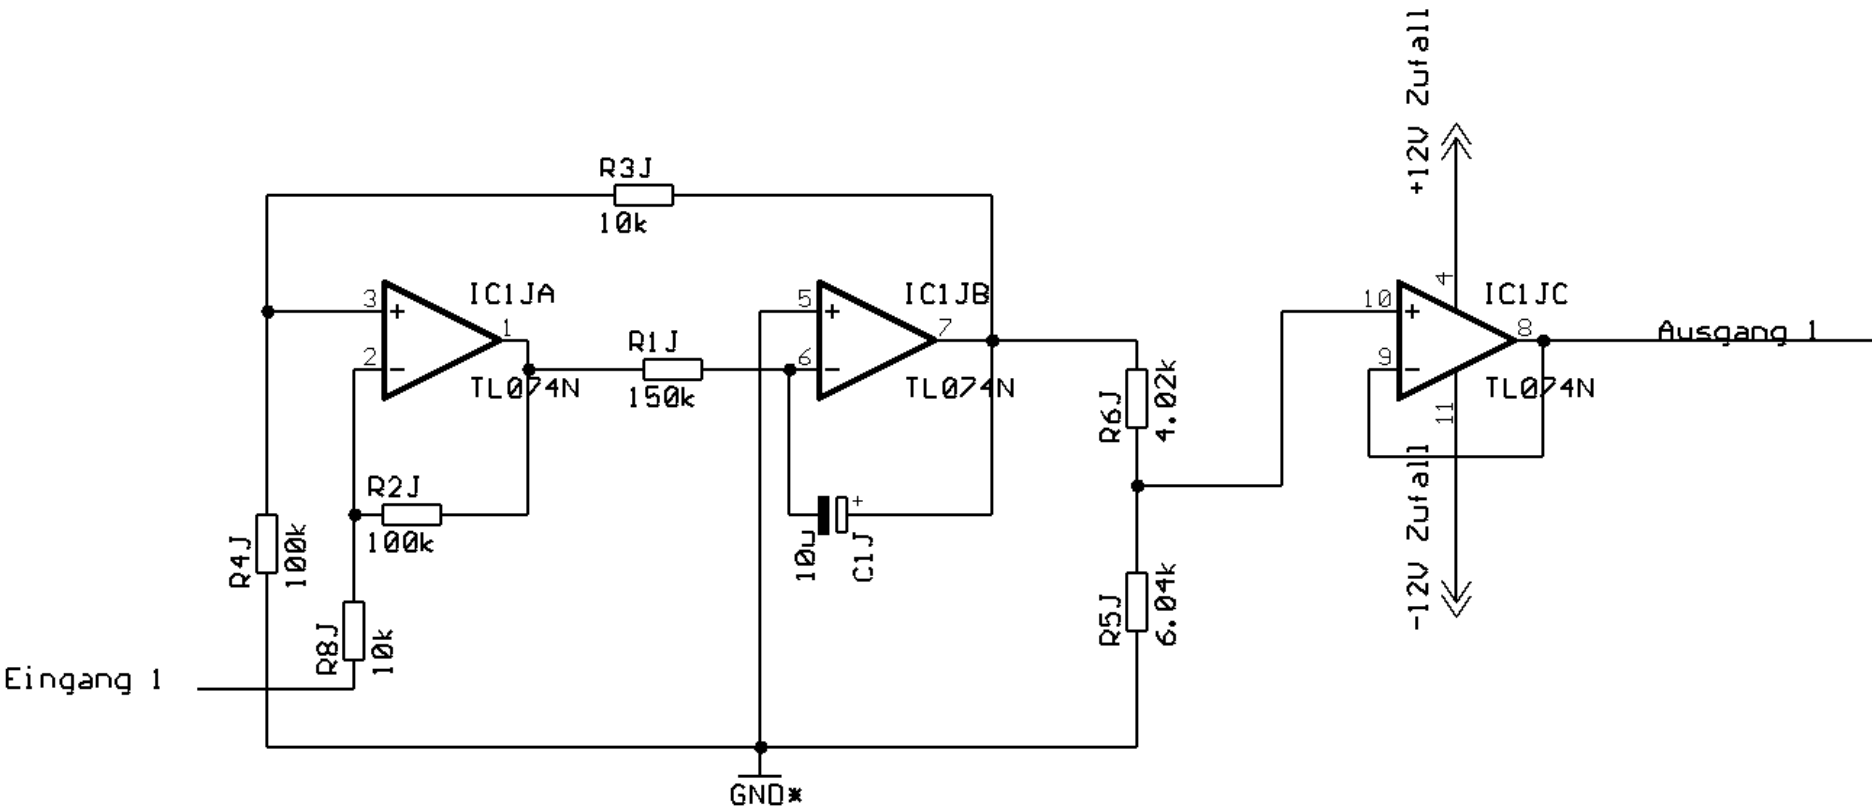 +12V Zufall
R3J
10k
3
+
IC1JA
1
2
-
TL074N
R1J
150k
5
+
IC1JB
7
6
-
TL074N
4
10
+
IC1JC
8
9
-
TL074N
11
Ausgang 1
R6J
4.02k
R2J
100k
+
10u
C1J
R4J
100k
R5J
6.04k
-12V Zufall
R8J
10k
Eingang 1
GND*